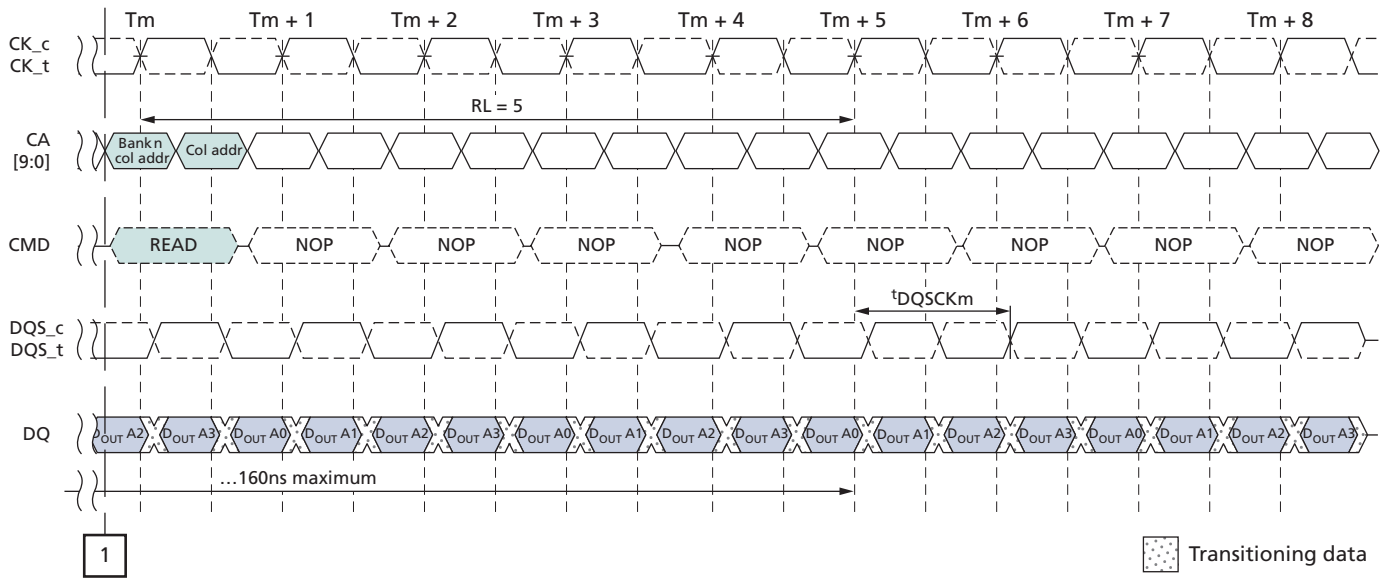 Tm Tm + 1 Tm + 2 Tm + 3 Tm + 4 Tm + 5 Tm + 6 Tm + 7 Tm + 8
CK_c
CK_t
RL = 5
CA
[9:0]
Bank n
col addr
Col addr
CMD
READ NOP NOP NOP NOP NOP NOP NOP NOP
tDQSCKm
DQS_c
DQS_t
DQ
DOUT A2 DOUT A3 DOUT A0 DOUT A1 DOUT A2 DOUT A3 DOUT A0 DOUT A1 DOUT A2 DOUT A3 DOUT A0 DOUT A1 DOUT A2 DOUT A3 DOUT A0 DOUT A1 DOUT A2 DOUT A3
…160ns maximum
1
Transitioning data